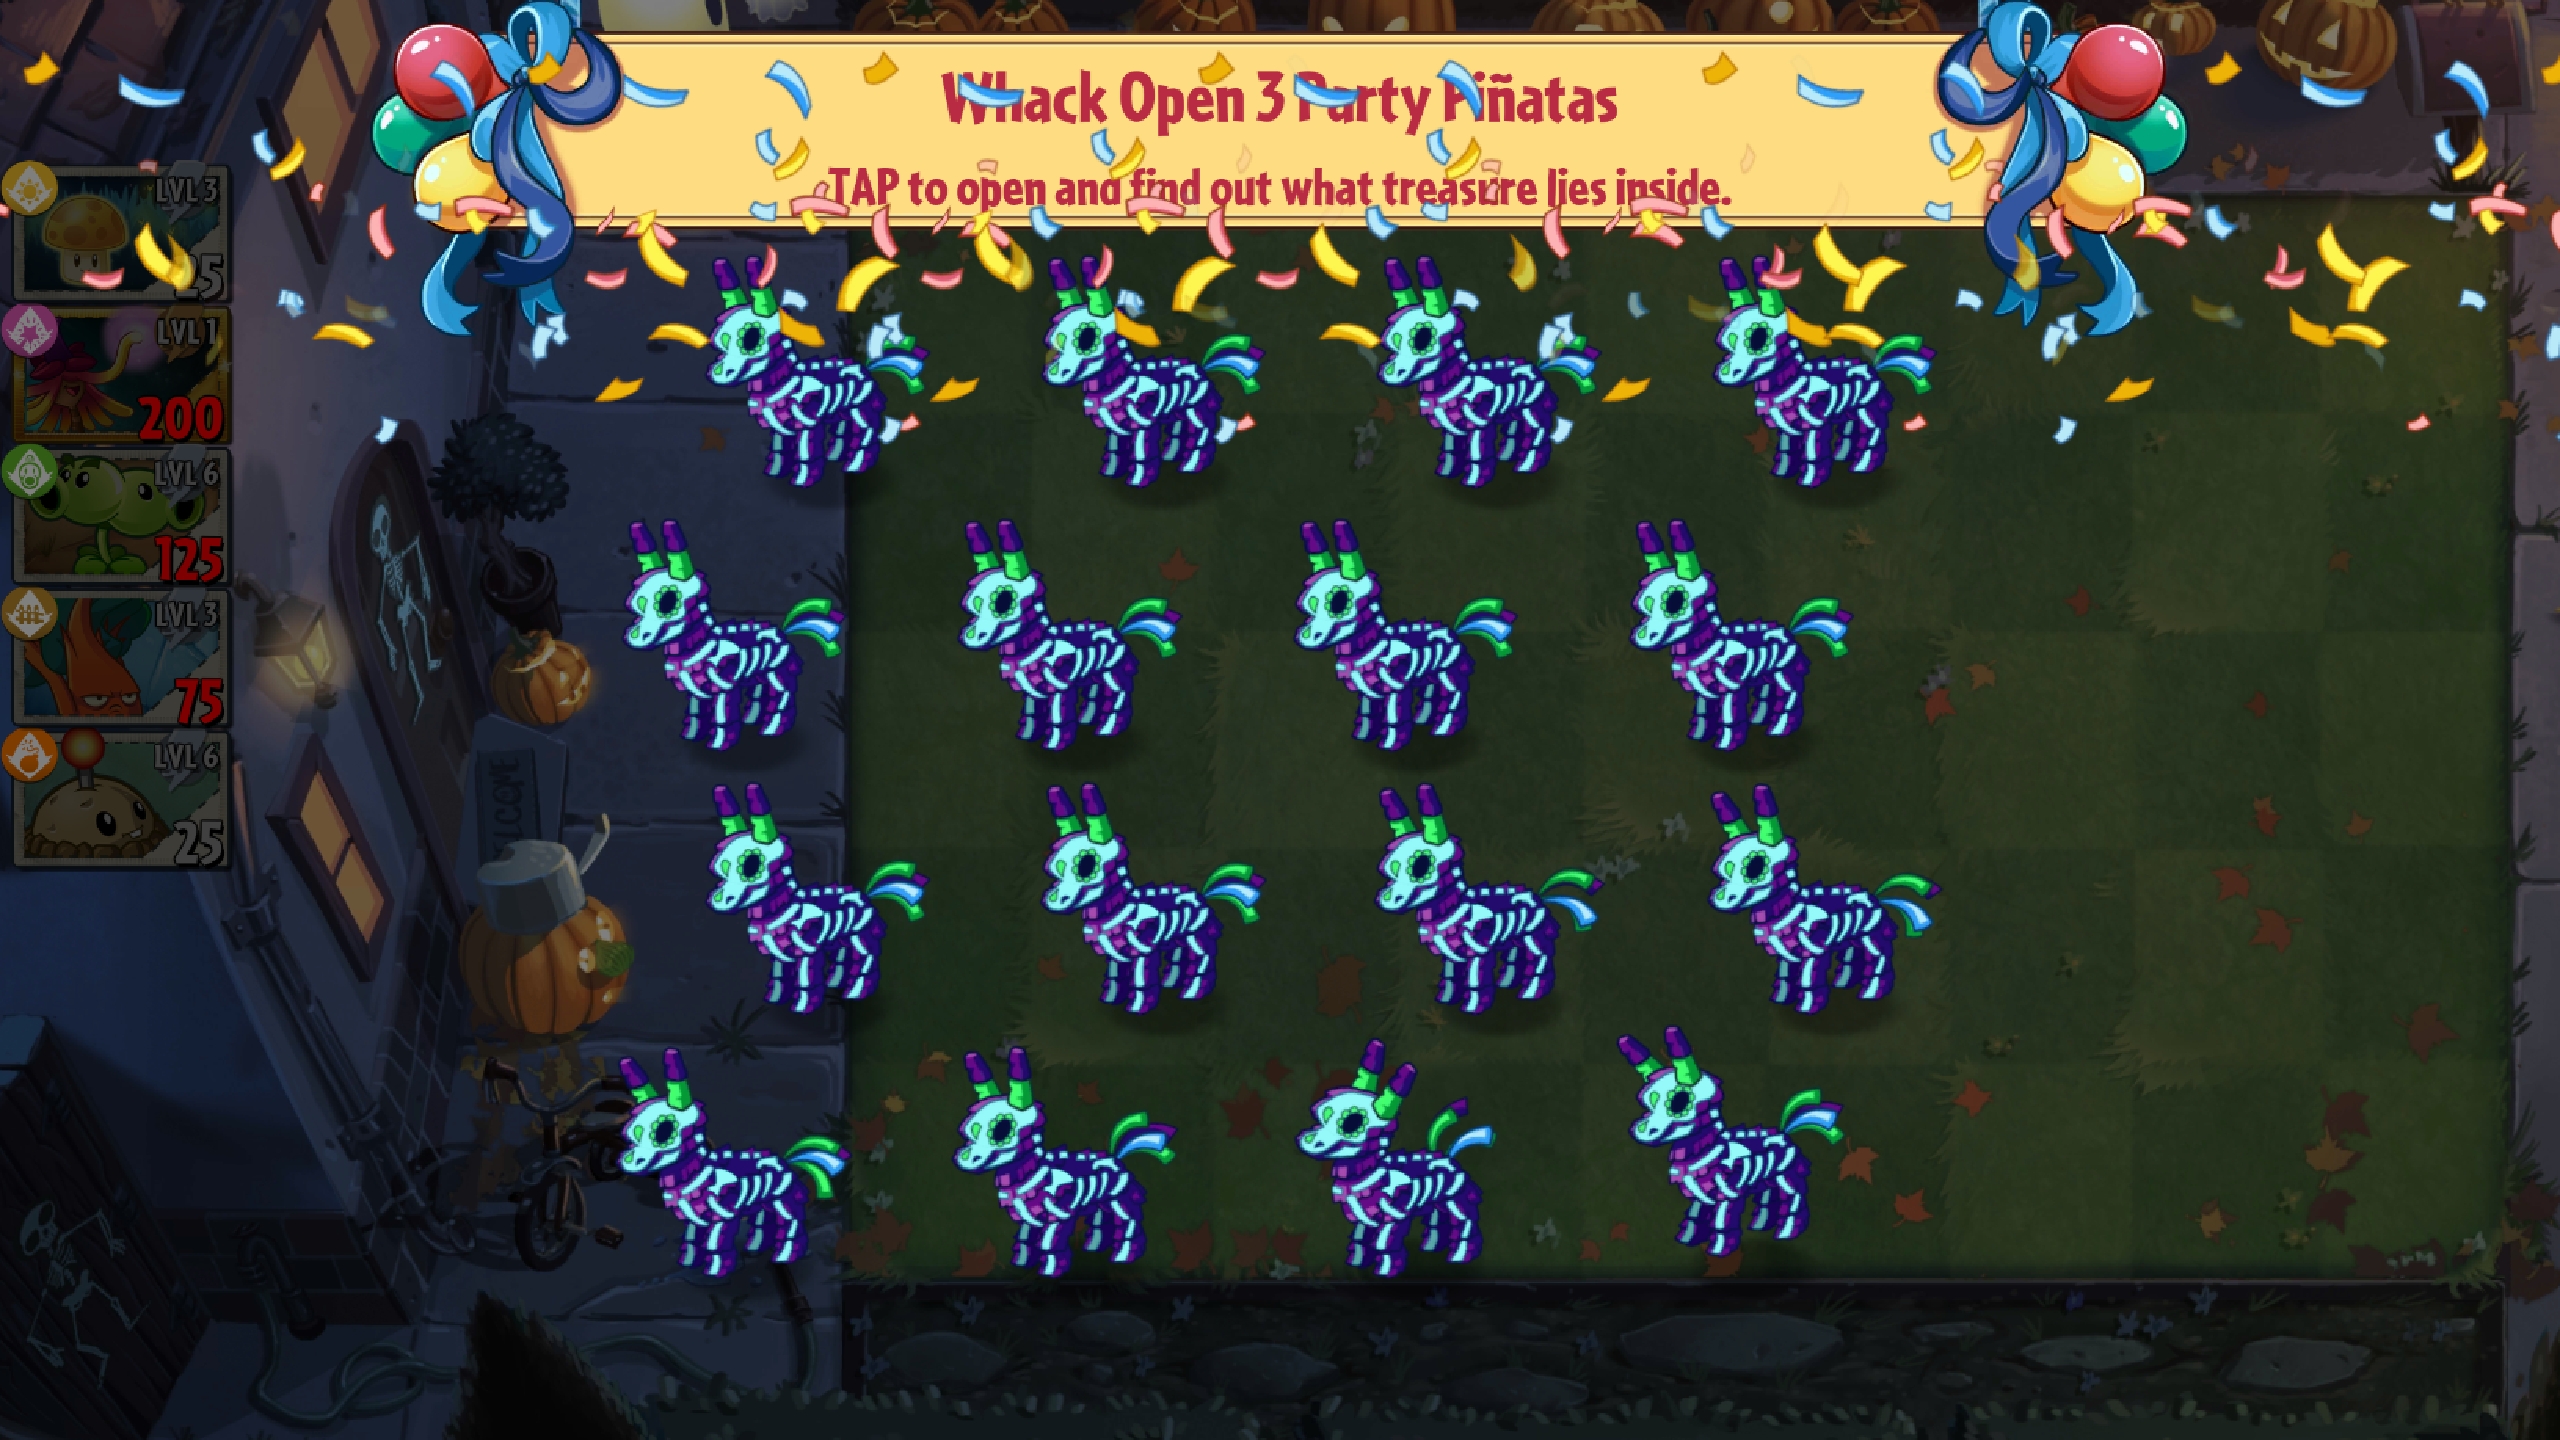 Whack Open 3 Party Piñatas
TAP to open and find out what treasure lies inside.
LVL 3
25
LVL 1
200
LVL 6
125
LVL 3
75
LVL 6
25